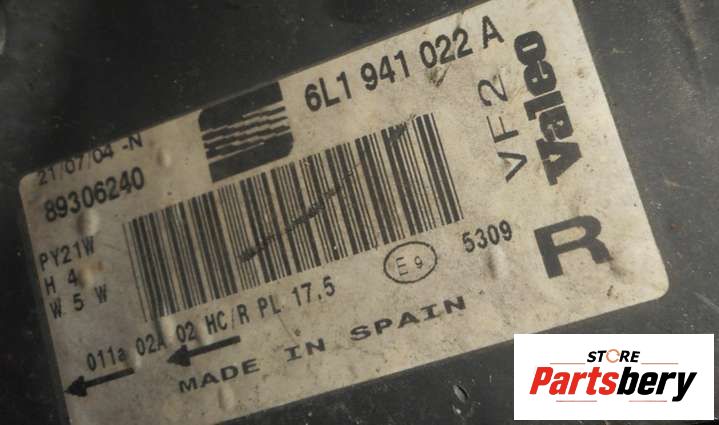 6L1 941 022 A
21/07/04 -N
89306240
Valeo
VF2
PY21W
H 4
W 5 W
E 9
5309
R
011a 02A 02 HC/R PL 17,5
MADE IN SPAIN
STORE
Partsbery